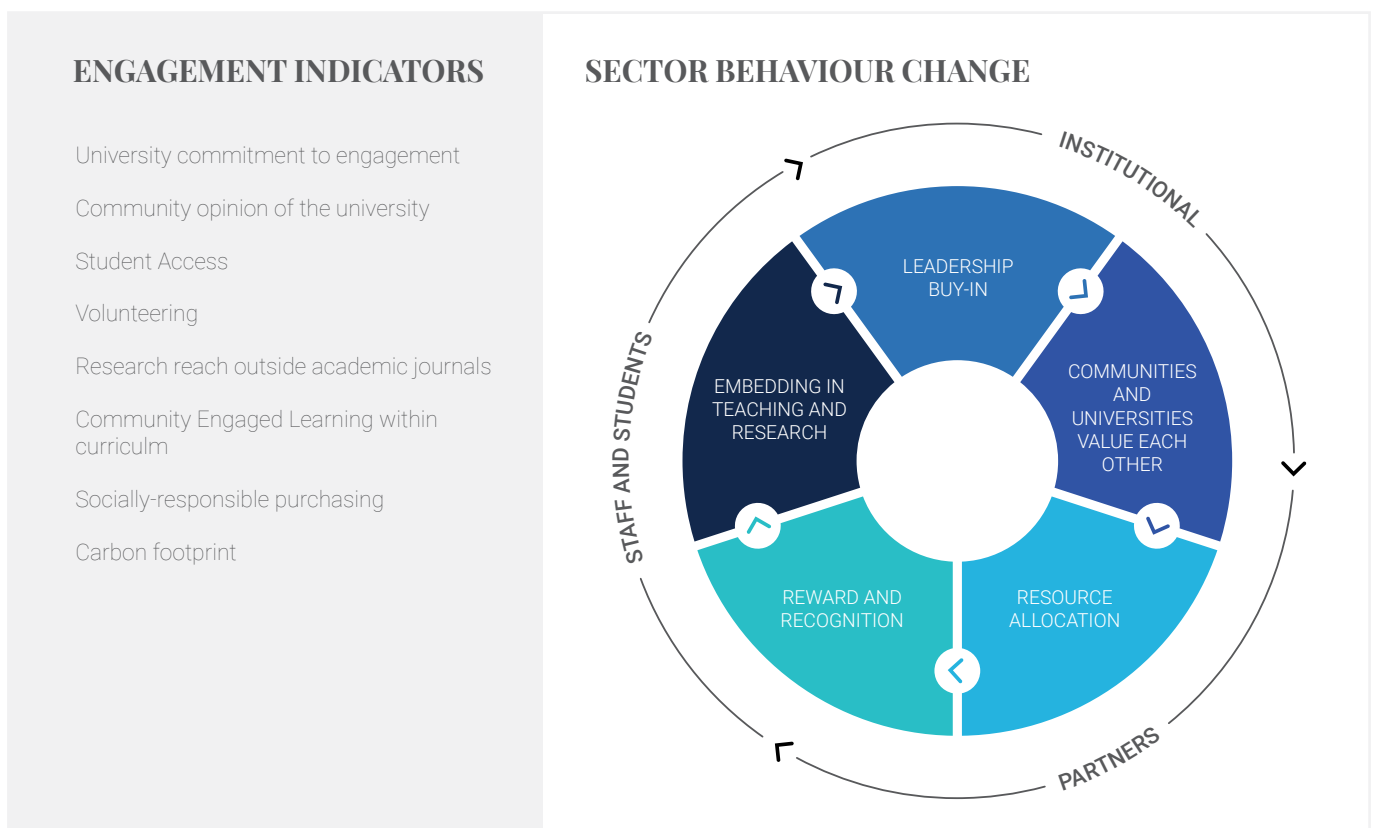 ENGAGEMENT INDICATORS
University commitment to engagement
Community opinion of the university
Student Access
Volunteering
Research reach outside academic journals
Community Engaged Learning within
curriculm
Socially-responsible purchasing
Carbon footprint
SECTOR BEHAVIOUR CHANGE
INSTITUTIONAL
PARTNERS
STAFF AND STUDENTS
LEADERSHIP
BUY-IN
COMMUNITIES
AND
UNIVERSITIES
VALUE EACH
OTHER
RESOURCE
ALLOCATION
REWARD AND
RECOGNITION
EMBEDDING IN
TEACHING AND
RESEARCH